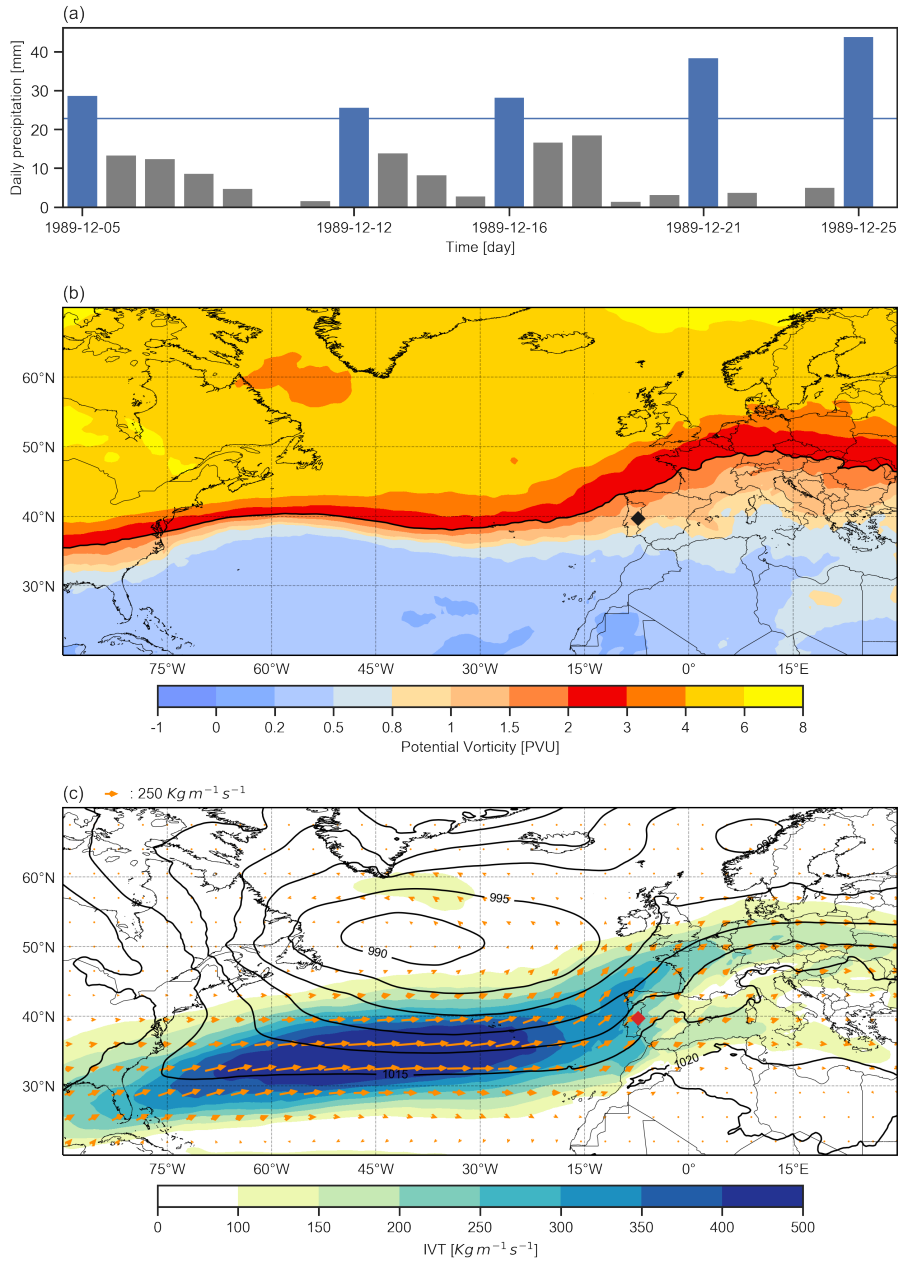 (a)
Daily precipitation [mm]
40
30
20
10
0
1989-12-05 1989-12-12 1989-12-16 1989-12-21 1989-12-25
Time [day]
(b)
60°N
50°N
40°N
30°N
75°W 60°W 45°W 30°W 15°W 0° 15°E
-1 0 0.2 0.5 0.8 1 1.5 2 3 4 6 8
Potential Vorticity [PVU]
(c) : 250 Kg m⁻¹ s⁻¹
60°N
995
50°N
990
40°N
1020
1015
30°N
75°W 60°W 45°W 30°W 15°W 0° 15°E
0 100 150 200 250 300 350 400 500
IVT [Kg m⁻¹ s⁻¹]